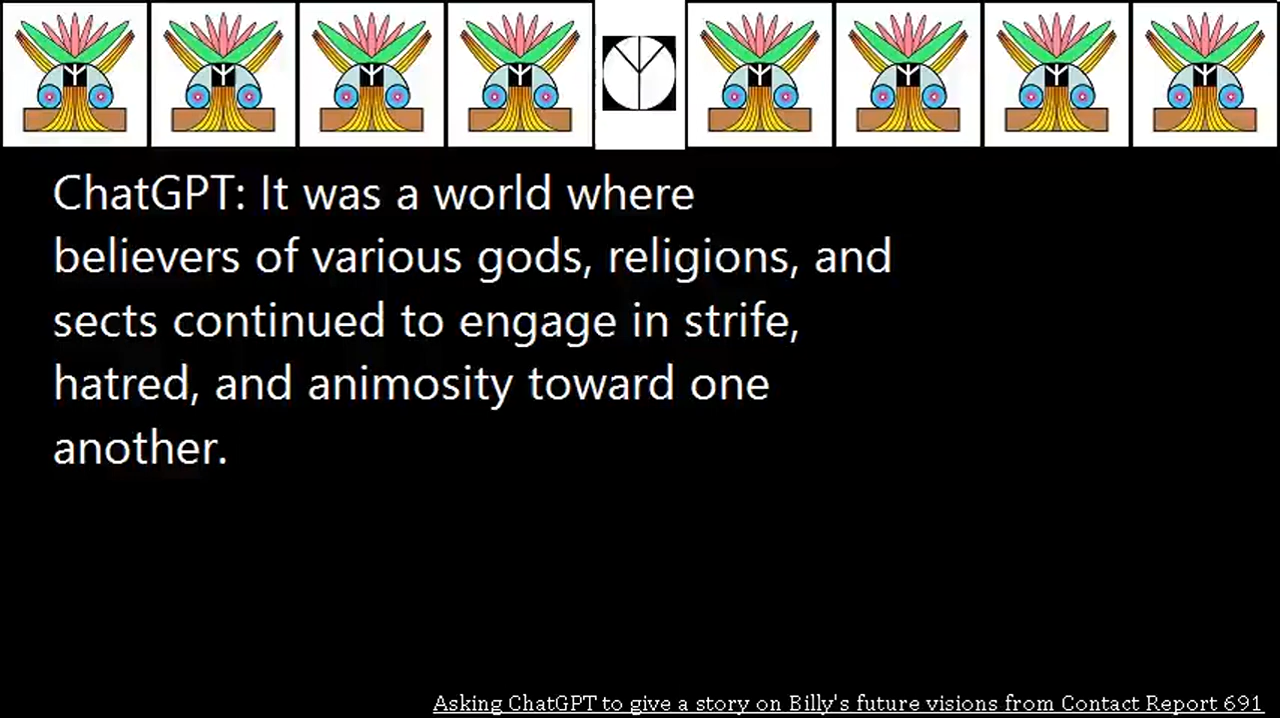 ChatGPT: It was a world where
believers of various gods, religions, and
sects continued to engage in strife,
hatred, and animosity toward one
another.
Asking ChatGPT to give a story on Billy's future visions from Contact Report 691